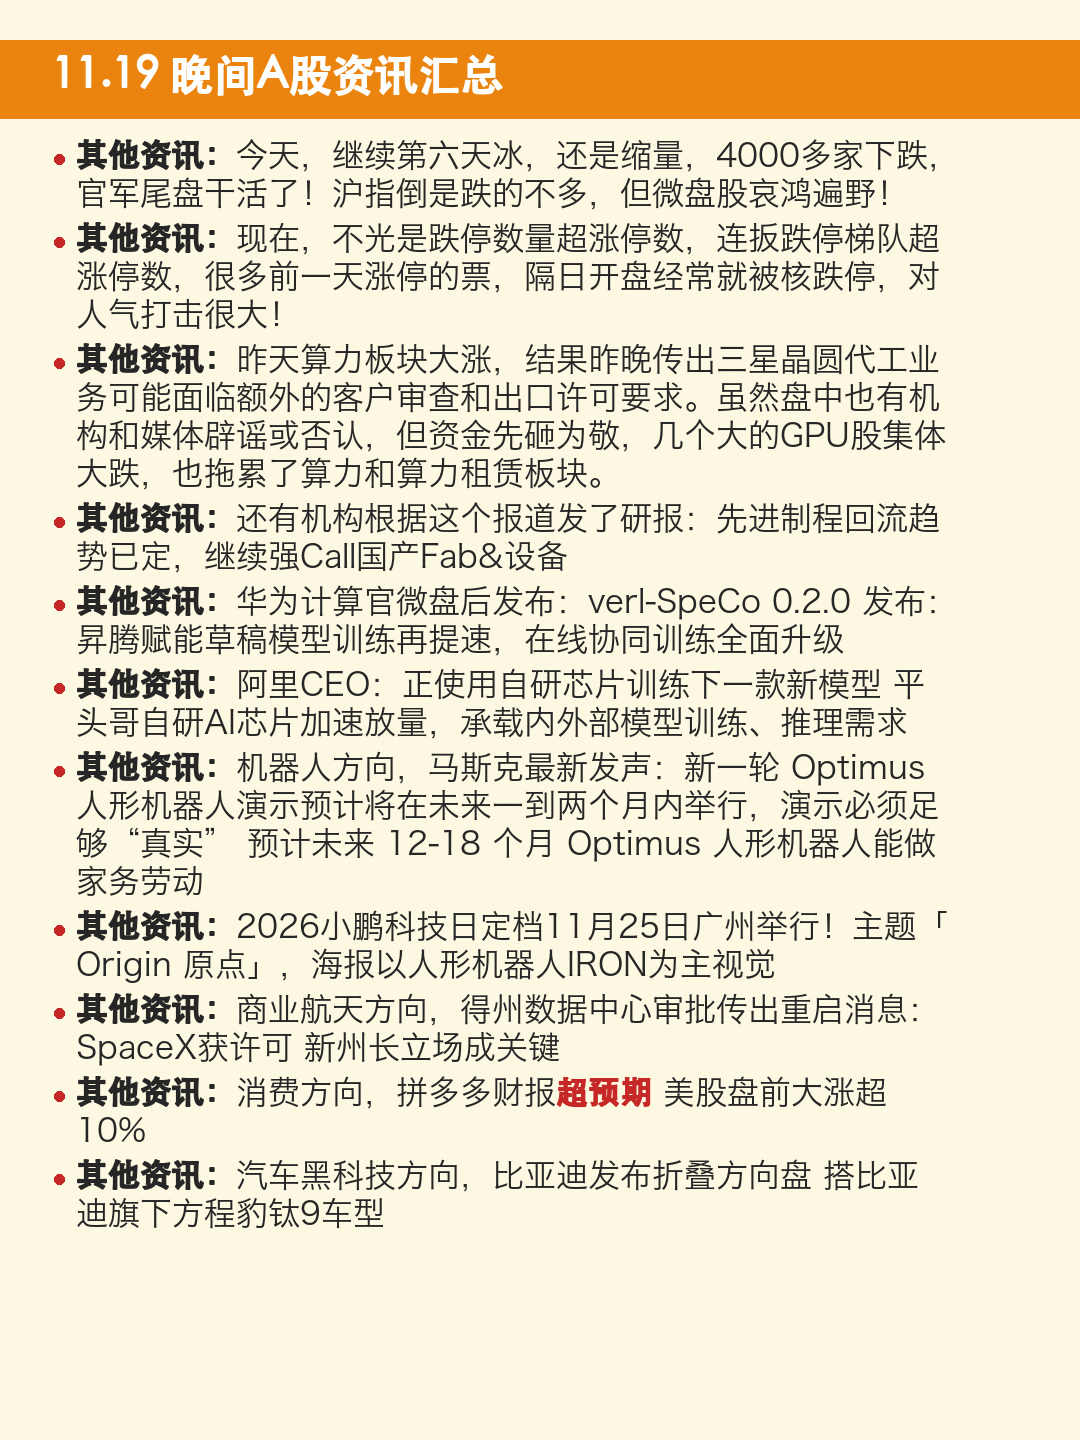 11.19 晚间A股资讯汇总
• 其他资讯：今天，继续第六天冰，还是缩量，4000多家下跌，
官军尾盘干活了！沪指倒是跌的不多，但微盘股哀鸿遍野！
• 其他资讯：现在，不光是跌停数量超涨停数，连扳跌停梯队超
涨停数，很多前一天涨停的票，隔日开盘经常就被核跌停，对
人气打击很大！
• 其他资讯：昨天算力板块大涨，结果昨晚传出三星晶圆代工业
务可能面临额外的客户审查和出口许可要求。虽然盘中也有机
构和媒体辟谣或否认，但资金先砸为敬，几个大的GPU股集体
大跌，也拖累了算力和算力租赁板块。
• 其他资讯：还有机构根据这个报道发了研报：先进制程回流趋
势已定，继续强Call国产Fab&设备
• 其他资讯：华为计算官微盘后发布：verl-SpeCo 0.2.0 发布：
昇腾赋能草稿模型训练再提速，在线协同训练全面升级
• 其他资讯：阿里CEO：正使用自研芯片训练下一款新模型 平
头哥自研AI芯片加速放量，承载内外部模型训练、推理需求
• 其他资讯：机器人方向，马斯克最新发声：新一轮 Optimus
人形机器人演示预计将在未来一到两个月内举行，演示必须足
够“真实” 预计未来 12-18 个月 Optimus 人形机器人能做
家务劳动
• 其他资讯：2026小鹏科技日定档11月25日广州举行！主题「
Origin 原点」，海报以人形机器人IRON为主视觉
• 其他资讯：商业航天方向，得州数据中心审批传出重启消息：
SpaceX获许可 新州长立场成关键
• 其他资讯：消费方向，拼多多财报超预期 美股盘前大涨超
10%
• 其他资讯：汽车黑科技方向，比亚迪发布折叠方向盘 搭比亚
迪旗下方程豹钛9车型